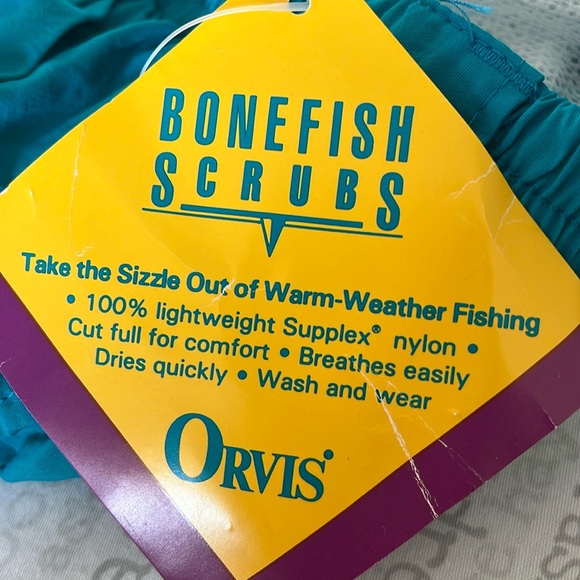 BONEFISH
SCRUBS
Take the Sizzle Out of Warm-Weather Fishing
• 100% lightweight Supplex® nylon •
Cut full for comfort • Breathes easily
Dries quickly • Wash and wear
ORVIS®